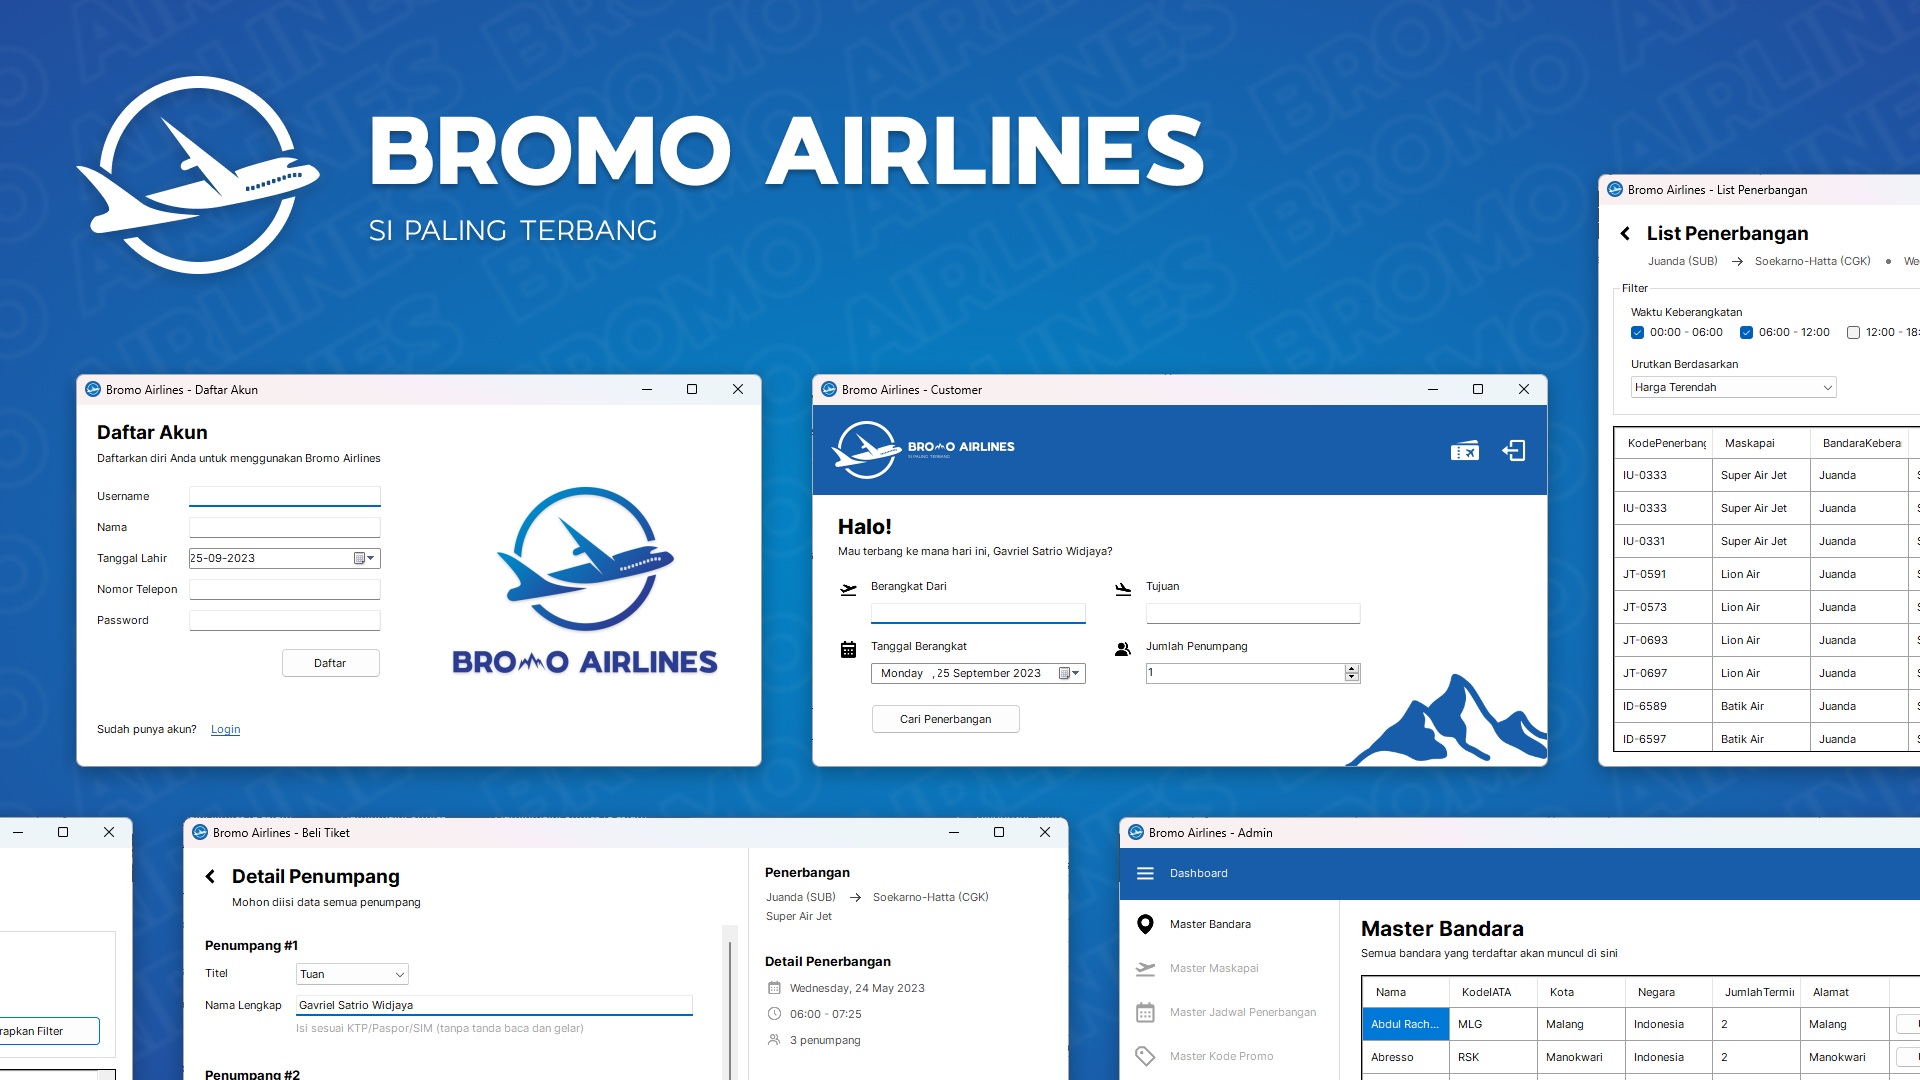 BROMO AIRLINES
SI PALING TERBANG
Bromo Airlines - List Penerbangan
List Penerbangan
Juanda (SUB) → Soekarno-Hatta (CGK) •
Filter
Waktu Keberangkatan
00:00 - 06:00 06:00 - 12:00 12:00 -
Urutkan Berdasarkan
Harga Terendah
KodePenerbang Maskapai BandaraKebera
IU-0333 Super Air Jet Juanda
IU-0333 Super Air Jet Juanda
IU-0331 Super Air Jet Juanda
JT-0591 Lion Air Juanda
JT-0573 Lion Air Juanda
JT-0693 Lion Air Juanda
JT-0697 Lion Air Juanda
ID-6589 Batik Air Juanda
ID-6597 Batik Air Juanda
Bromo Airlines - Daftar Akun
Daftar Akun
Daftarkan diri Anda untuk menggunakan Bromo Airlines
Username
Nama
Tanggal Lahir 25-09-2023
Nomor Telepon
Password
Daftar
Sudah punya akun? Login
BROMO AIRLINES
Bromo Airlines - Customer
BROMO AIRLINES
SI PALING TERBANG
Halo!
Mau terbang ke mana hari ini, Gavriel Satrio Widjaya?
Berangkat Dari Tujuan
Tanggal Berangkat Jumlah Penumpang
Monday , 25 September 2023 1
Cari Penerbangan
rapkan Filter
Bromo Airlines - Beli Tiket
Detail Penumpang
Mohon diisi data semua penumpang
Penumpang #1
Titel Tuan
Nama Lengkap Gavriel Satrio Widjaya
Isi sesuai KTP/Paspor/SIM (tanpa tanda baca dan gelar)
Penumpang #2
Penerbangan
Juanda (SUB) → Soekarno-Hatta (CGK)
Super Air Jet
Detail Penerbangan
Wednesday, 24 May 2023
06:00 - 07:25
3 penumpang
Bromo Airlines - Admin
Dashboard
Master Bandara
Master Maskapai
Master Jadwal Penerbangan
Master Kode Promo
Master Bandara
Semua bandara yang terdaftar akan muncul di sini
Nama KodeIATA Kota Negara JumlahTermin Alamat
Abdul Rach... MLG Malang Indonesia 2 Malang
Abresso RSK Manokwari Indonesia 2 Manokwari